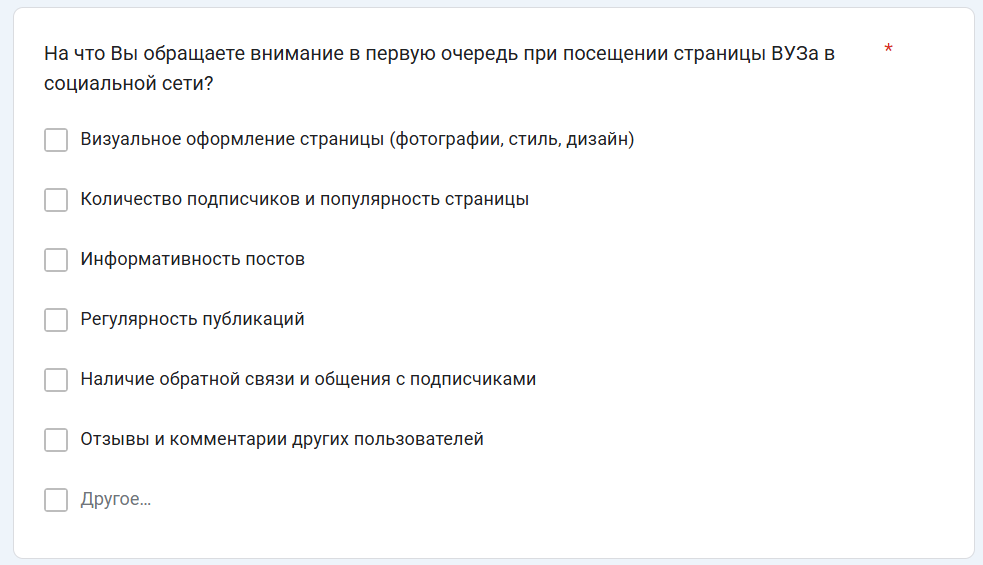 На что Вы обращаете внимание в первую очередь при посещении страницы ВУЗа в *
социальной сети?
Визуальное оформление страницы (фотографии, стиль, дизайн)
Количество подписчиков и популярность страницы
Информативность постов
Регулярность публикаций
Наличие обратной связи и общения с подписчиками
Отзывы и комментарии других пользователей
Другое…